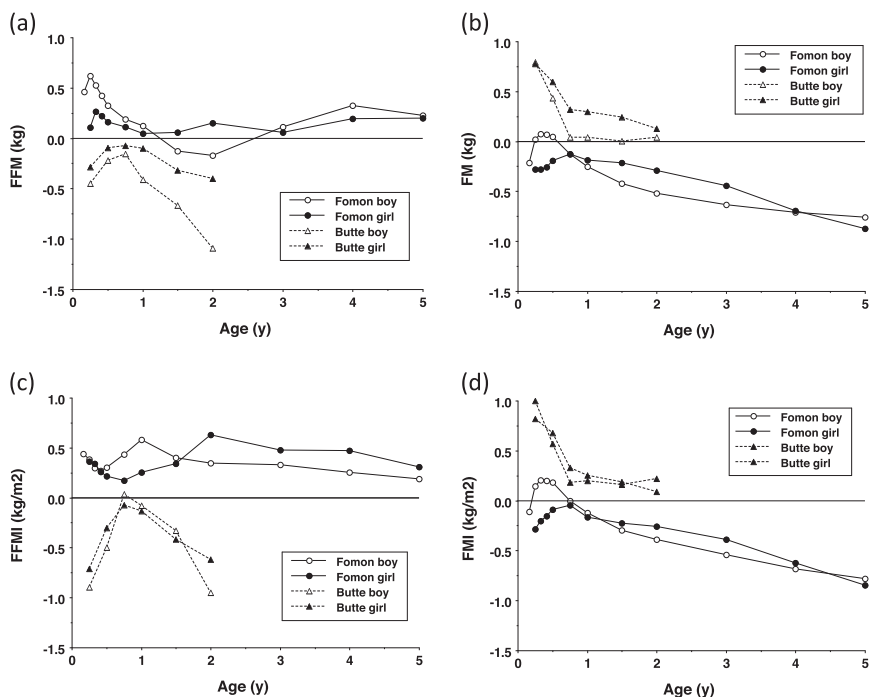 (a)
1.0
0.5
0.0
-0.5
-1.0
-1.5
FFM (kg)
0 1 2 3 4 5
Age (y)
Fomon boy
Fomon girl
Butte boy
Butte girl
(b)
1.0
0.5
0.0
-0.5
-1.0
-1.5
FM (kg)
0 1 2 3 4 5
Age (y)
Fomon boy
Fomon girl
Butte boy
Butte girl
(c)
1.0
0.5
0.0
-0.5
-1.0
-1.5
FFMI (kg/m2)
0 1 2 3 4 5
Age (y)
Fomon boy
Fomon girl
Butte boy
Butte girl
(d)
1.0
0.5
0.0
-0.5
-1.0
-1.5
FMI (kg/m2)
0 1 2 3 4 5
Age (y)
Fomon boy
Fomon girl
Butte boy
Butte girl